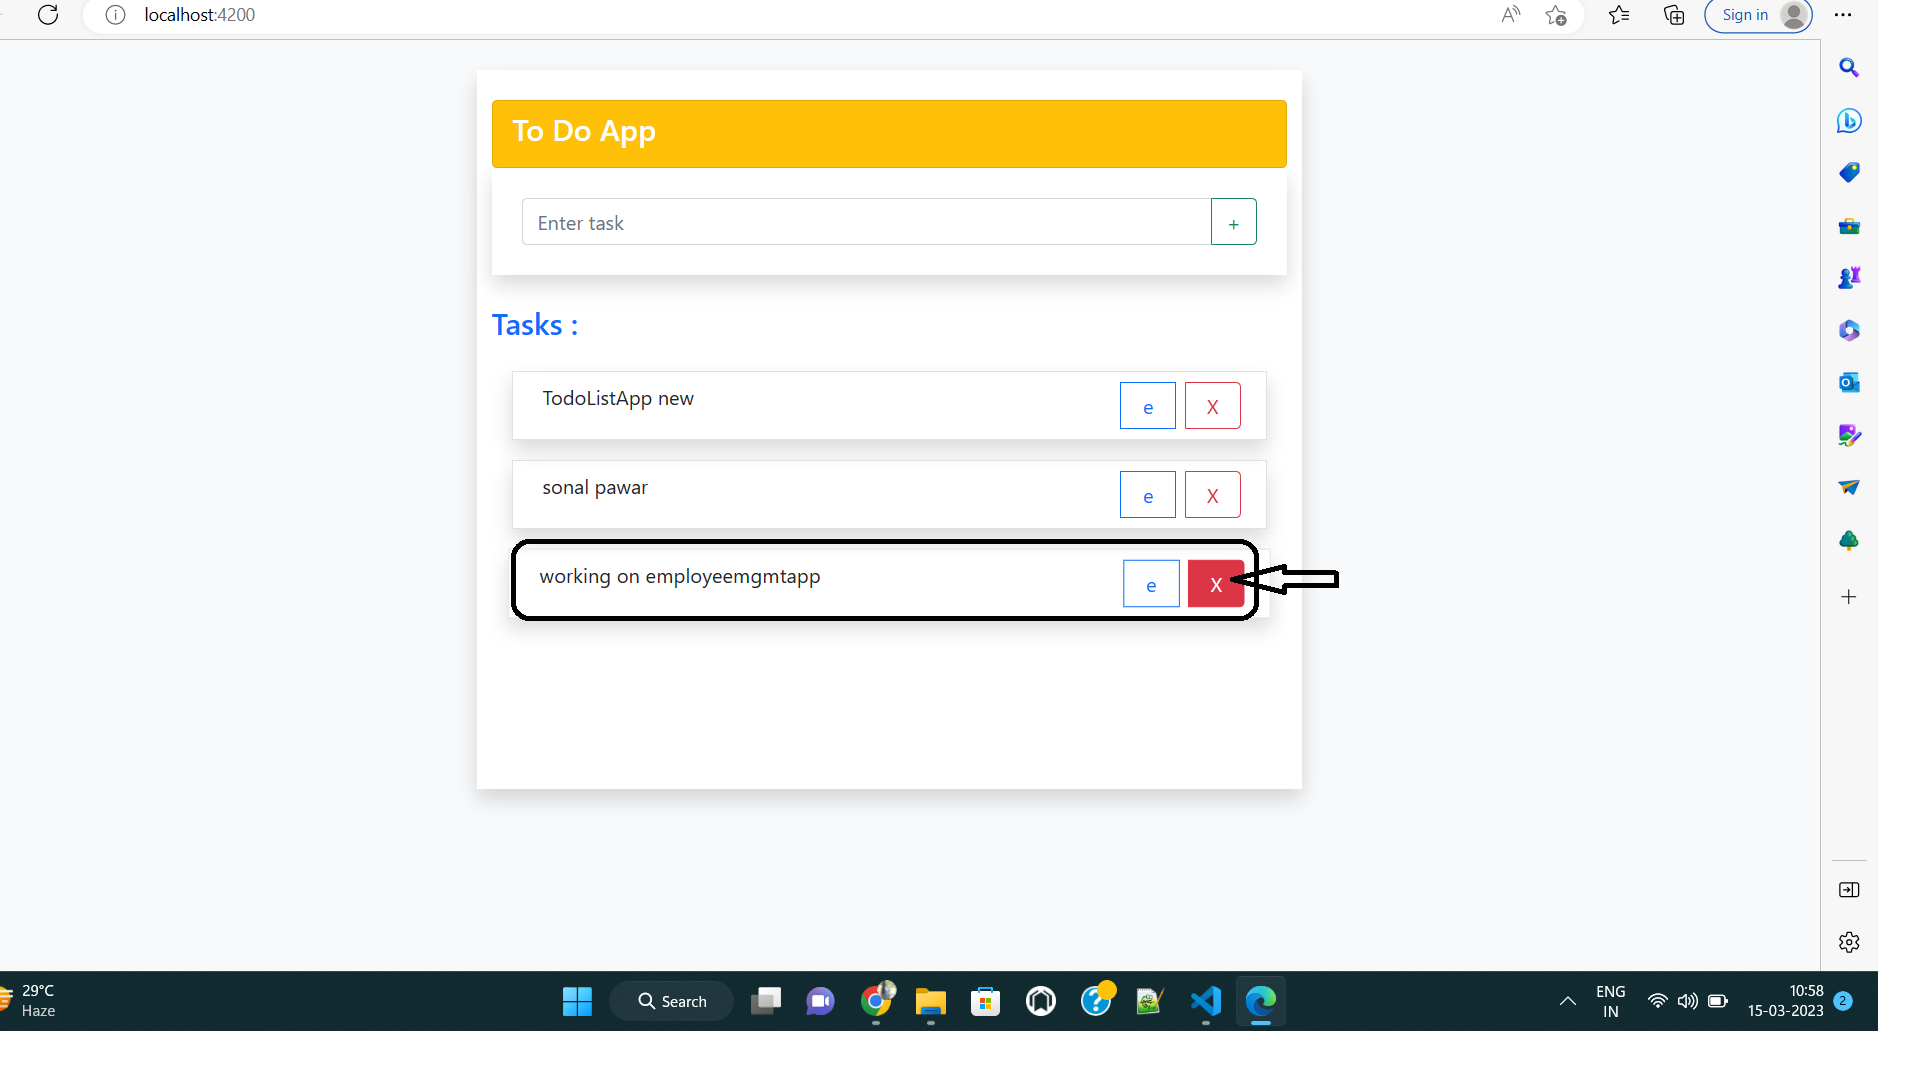 localhost:4200
Sign in
To Do App
Enter task
+
Tasks :
TodoListApp new
e X
sonal pawar
e X
working on employeemgmtapp
e X
29°C
Haze
Search
ENG
IN
10:58
15-03-2023
2